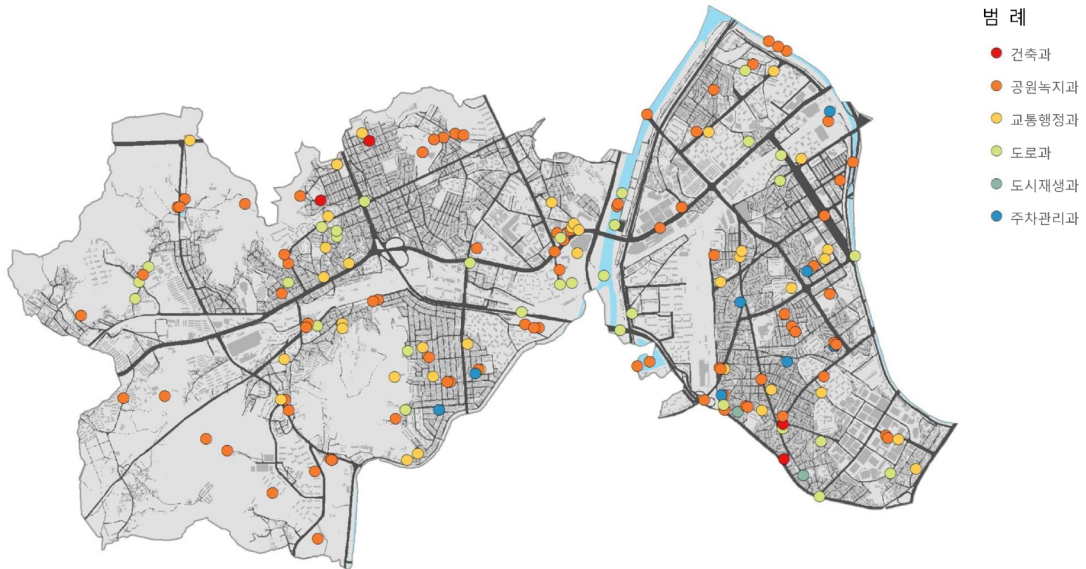 범 례
건축과
공원녹지과
교통행정과
도로과
도시재생과
주차관리과